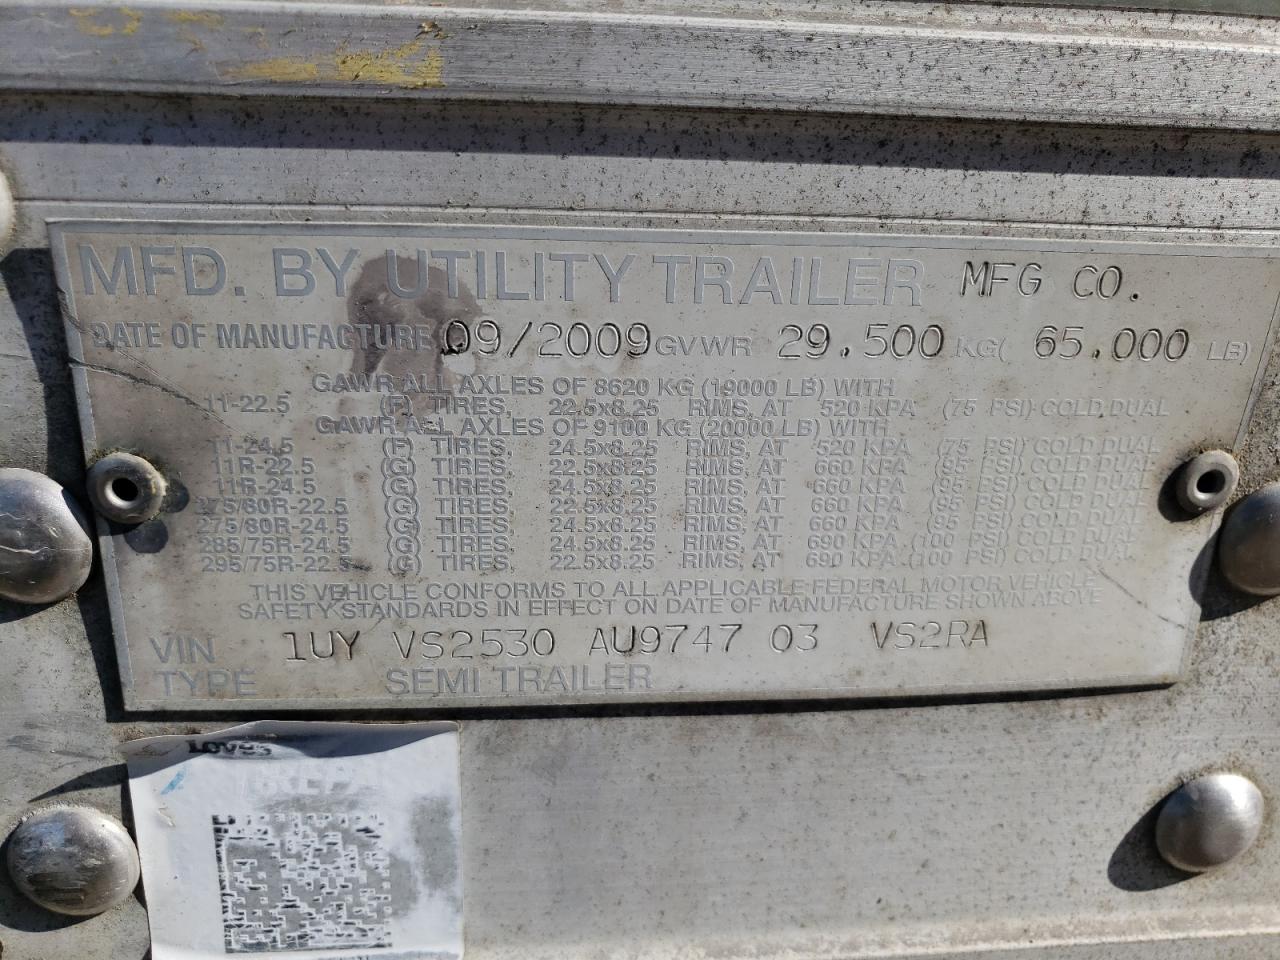 MFD. BY UTILITY TRAILER MFG CO.
DATE OF MANUFACTURE 09/2009 GVWR 29.500 KG( 65.000 LB)
GAWR ALL AXLES OF 8620 KG (19000 LB) WITH
11-22.5 (F) TIRES, 22.5x8.25 RIMS, AT 520 KPA (75 PSI) COLD DUAL
GAWR ALL AXLES OF 9100 KG (20000 LB) WITH
11-24.5 (F) TIRES, 24.5x8.25 RIMS, AT 520 KPA (75 PSI) COLD DUAL
11R-22.5 (G) TIRES, 22.5x8.25 RIMS, AT 660 KPA (95 PSI) COLD DUAL
11R-24.5 (G) TIRES, 24.5x8.25 RIMS, AT 660 KPA (95 PSI) COLD DUAL
275/80R-22.5 (G) TIRES, 22.5x8.25 RIMS, AT 660 KPA (95 PSI) COLD DUAL
275/80R-24.5 (G) TIRES, 24.5x8.25 RIMS, AT 660 KPA (95 PSI) COLD DUAL
285/75R-24.5 (G) TIRES, 24.5x8.25 RIMS, AT 690 KPA (100 PSI) COLD DUAL
295/75R-22.5 (G) TIRES, 22.5x8.25 RIMS, AT 690 KPA (100 PSI) COLD DUAL
THIS VEHICLE CONFORMS TO ALL APPLICABLE FEDERAL MOTOR VEHICLE
SAFETY STANDARDS IN EFFECT ON DATE OF MANUFACTURE SHOWN ABOVE
VIN 1UY VS2530 AU9747 03 VS2RA
TYPE SEMI TRAILER